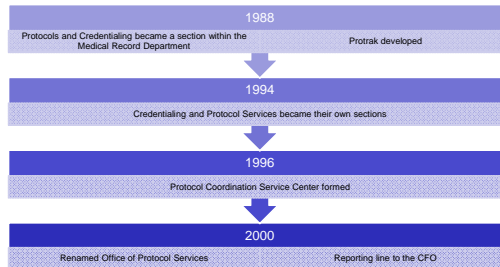 1988
Protocols and Credentialing became a section within the
Medical Record Department
Protrak developed
1994
Credentialing and Protocol Services became their own sections
1996
Protocol Coordination Service Center formed
2000
Renamed Office of Protocol Services
Reporting line to the CFO